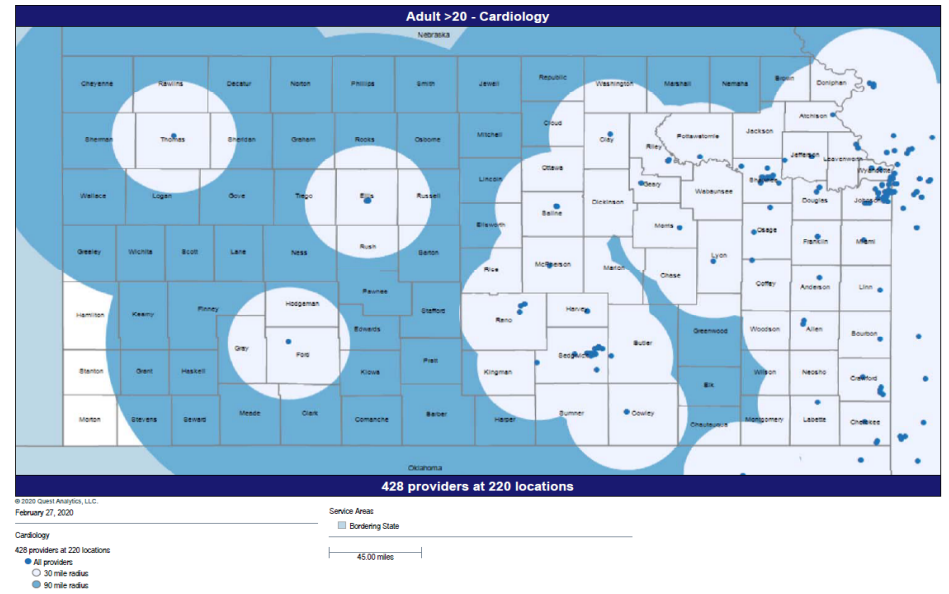 Adult >20 - Cardiology
Nebraska
Cheyenne Rawlins Decatur Norton Phillips Smith Jewell Republic Washington Marshall Nemaha Brown Doniphan
Sherman Thomas Sheridan Graham Rooks Osborne Mitchell Cloud Clay Riley Pottawatomie Jackson Atchison
Jefferson Leavenworth
Wallace Logan Gove Trego Ellis Russell Lincoln Ottawa Geary Wabaunsee Shawnee Wyandotte
Saline Dickinson Douglas Johnson
Greeley Wichita Scott Lane Ness Rush Barton Ellsworth Morris Osage Franklin Miami
Rice McPherson Marion Chase Lyon
Hamilton Kearny Finney Hodgeman Pawnee Stafford Reno Harvey Coffey Anderson Linn
Gray Ford Edwards Butler Greenwood Woodson Allen Bourbon
Stanton Grant Haskell Kiowa Pratt Kingman Sedgwick Elk Wilson Neosho Crawford
Morton Stevens Seward Meade Clark Comanche Barber Harper Sumner Cowley Chautauqua Montgomery Labette Cherokee
Oklahoma
428 providers at 220 locations
© 2020 Quest Analytics, LLC.
February 27, 2020
Service Areas
Bordering State
Cardiology
428 providers at 220 locations
All providers
30 mile radius
90 mile radius
45.00 miles